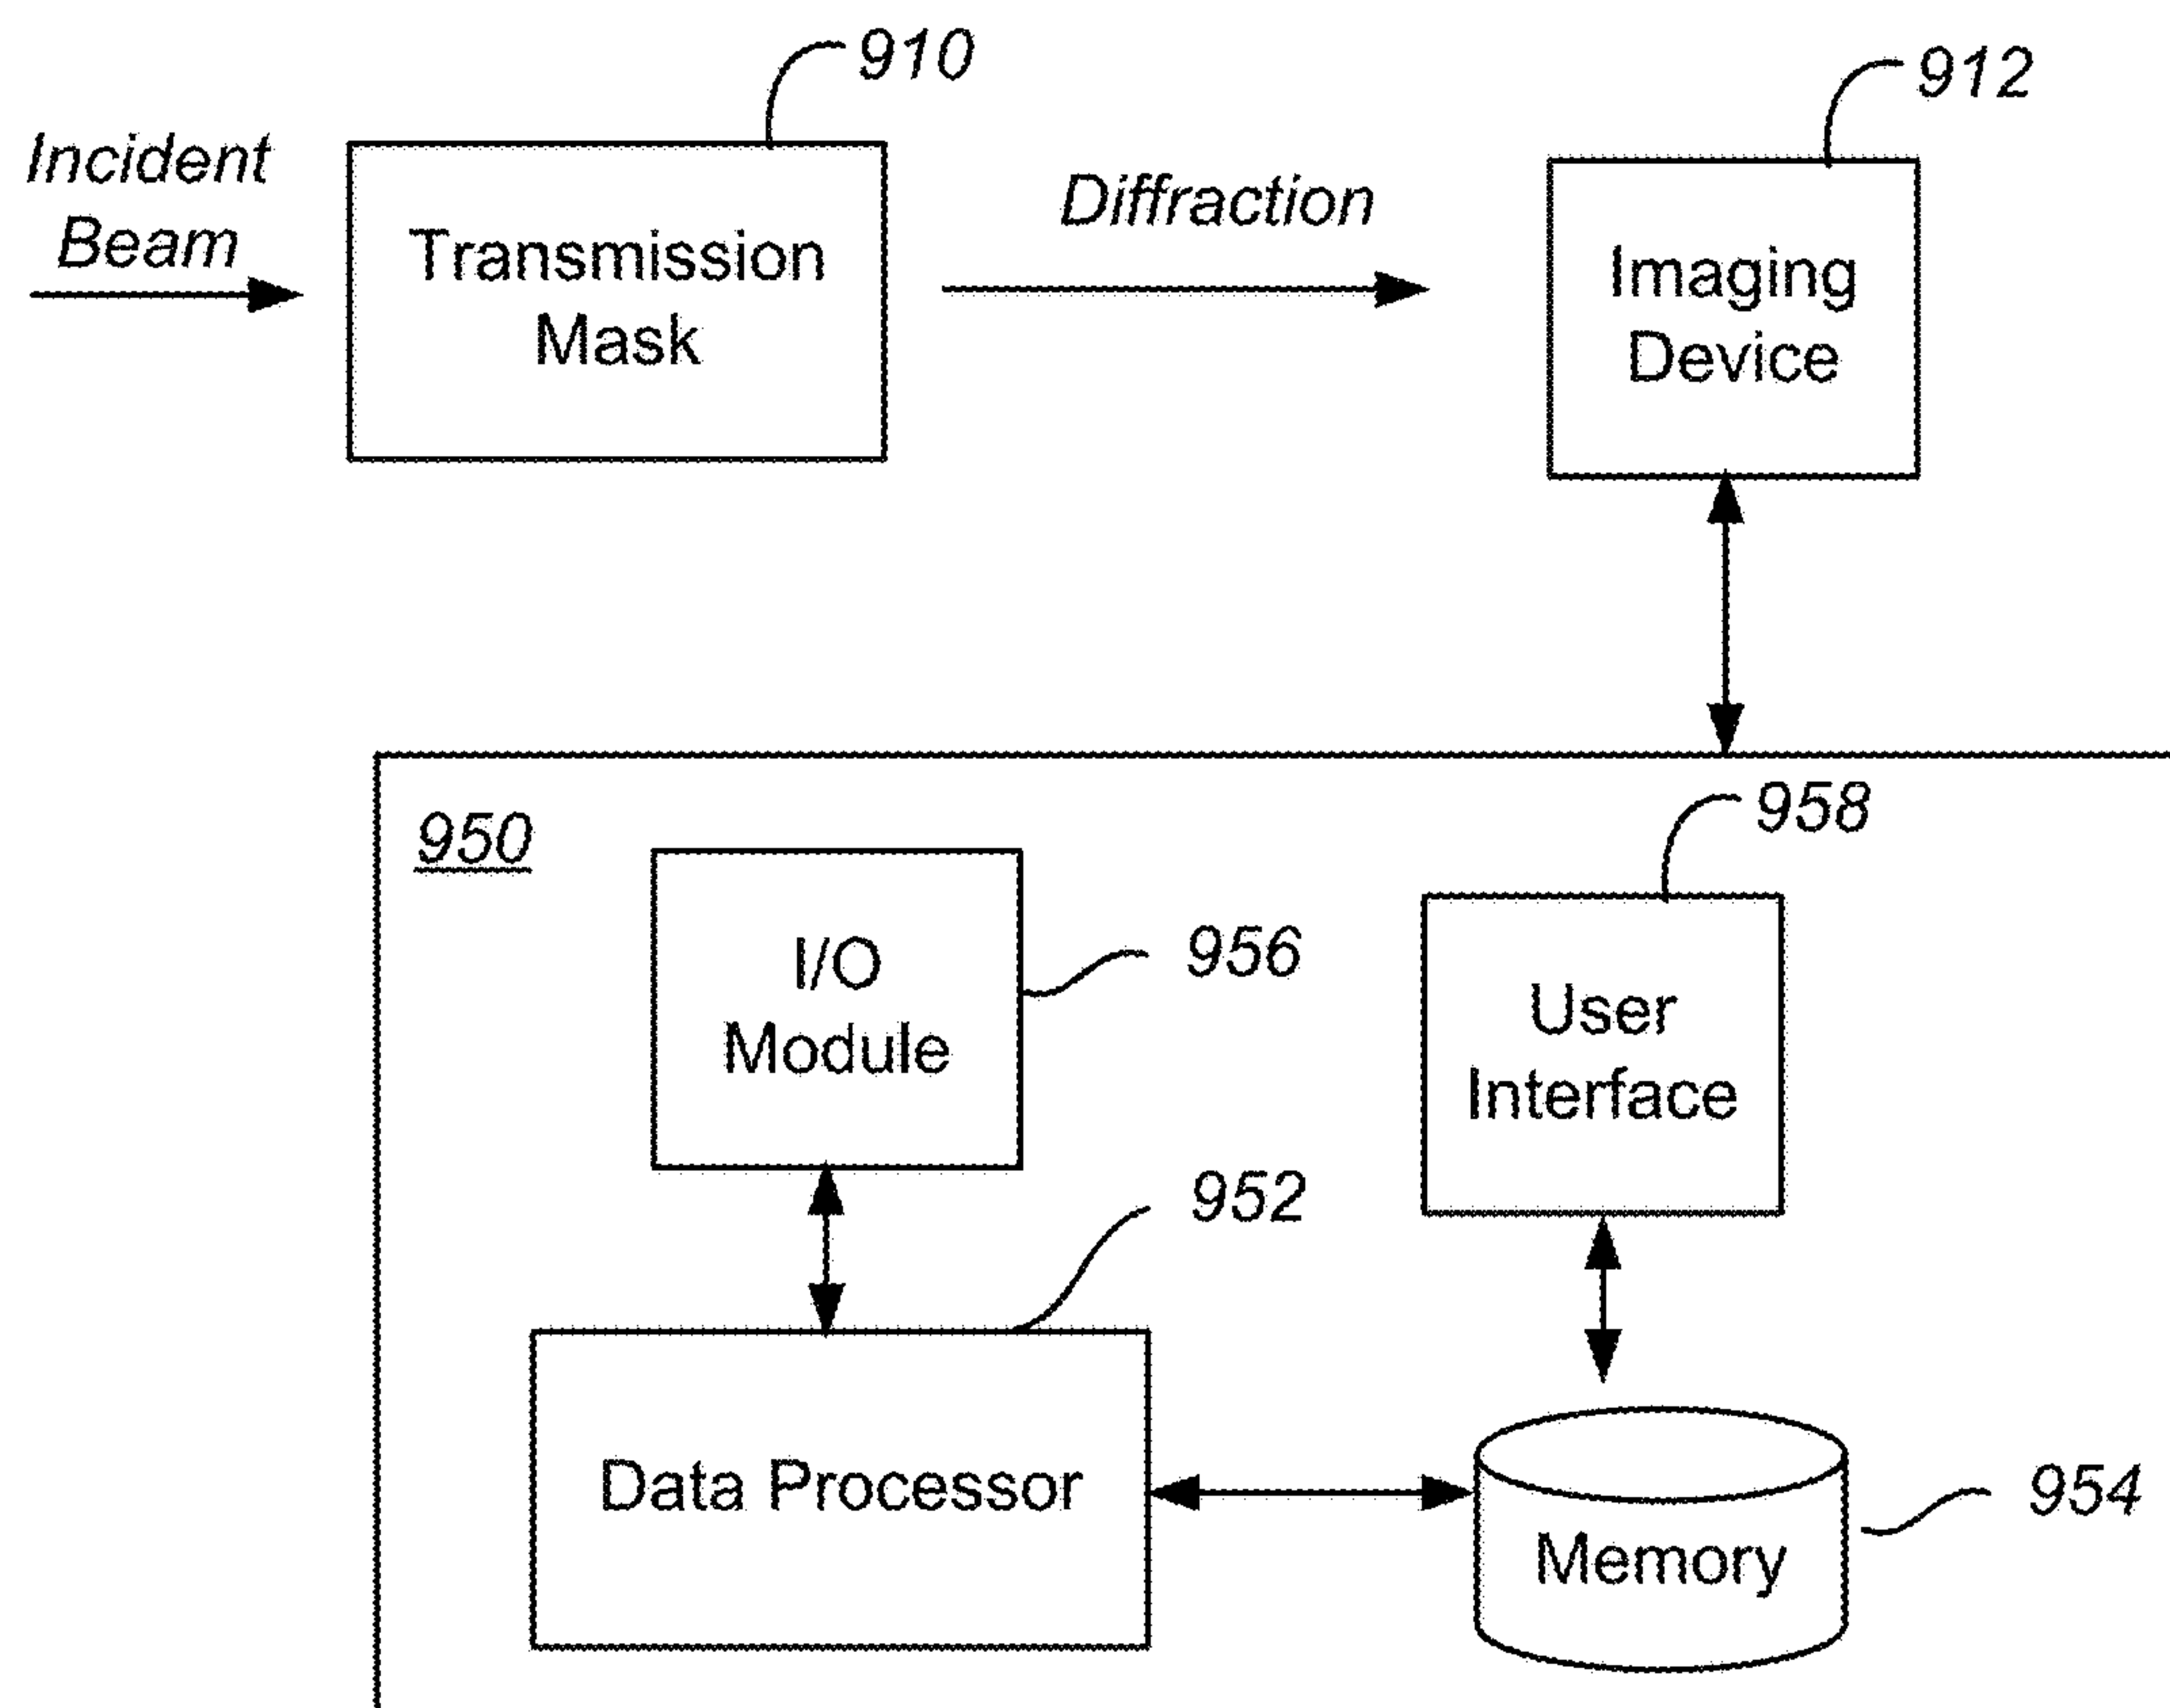 910
912
Incident
Beam
Transmission
Mask
Diffraction
Imaging
Device
950
958
I/O
Module
956
User
Interface
952
Data Processor
Memory
954